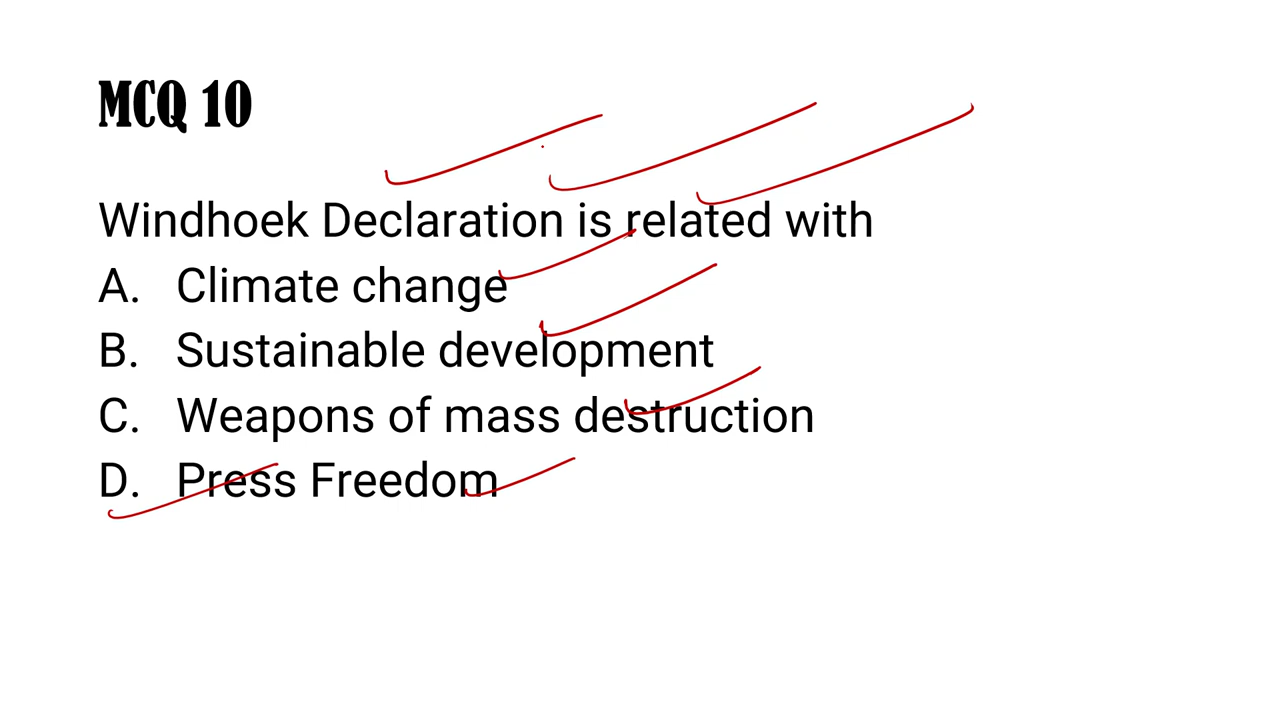 MCQ 10
Windhoek Declaration is related with
A. Climate change
B. Sustainable development
C. Weapons of mass destruction
D. Press Freedom